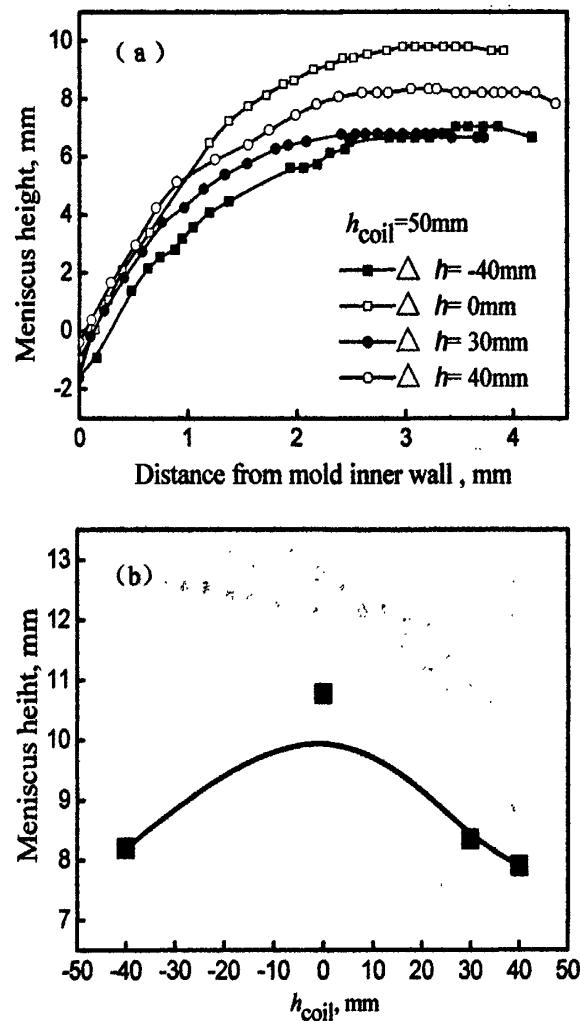 (a)
10
8
6
4
2
0
-2
Meniscus height, mm
h_coil=50mm
△ h= -40mm
△ h= 0mm
△ h= 30mm
△ h= 40mm
0 1 2 3 4
Distance from mold inner wall , mm
(b)
13
12
11
10
9
8
7
Meniscus heiht, mm
-50 -40 -30 -20 -10 0 10 20 30 40 50
h_coil, mm